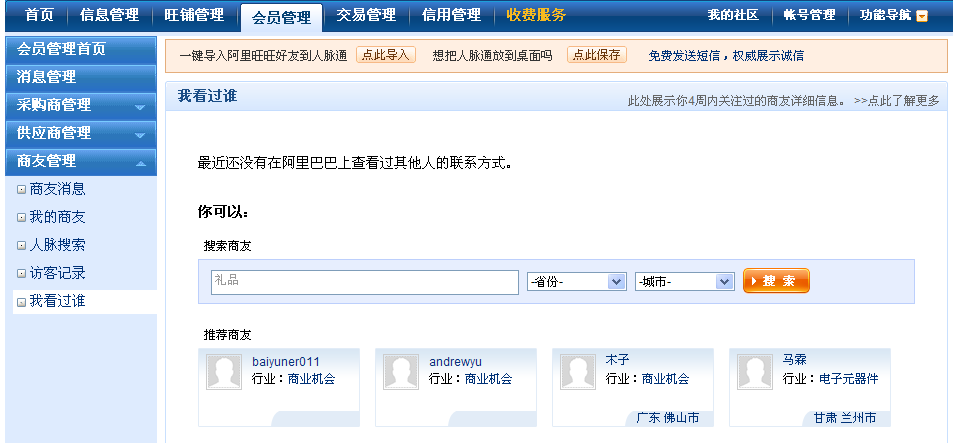 首页 信息管理 旺铺管理 会员管理 交易管理 信用管理 收费服务 我的社区 帐号管理 功能导航
会员管理首页
消息管理
采购商管理
供应商管理
商友管理
商友消息
我的商友
人脉搜索
访客记录
我看过谁
一键导入阿里旺旺好友到人脉通 点此导入 想把人脉通放到桌面吗 点此保存 免费发送短信，权威展示诚信
我看过谁
此处展示你4周内关注过的商友详细信息。 >>点此了解更多
最近还没有在阿里巴巴上查看过其他人的联系方式。
你可以：
搜索商友
礼品 -省份- -城市- 搜 索
推荐商友
baiyuner011
行业：商业机会
andrewyu
行业：商业机会
木子
行业：商业机会
广东 佛山市
马霖
行业：电子元器件
甘肃 兰州市